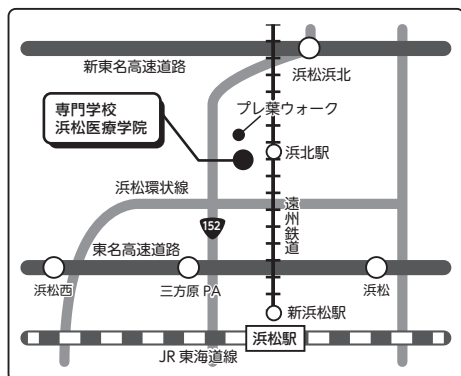 新東名高速道路
浜松浜北
プレ葉ウォーク
専門学校
浜松医療学院
浜北駅
浜松環状線
遠州鉄道
152
東名高速道路
浜松西
三方原 PA
浜松
新浜松駅
浜松駅
JR 東海道線